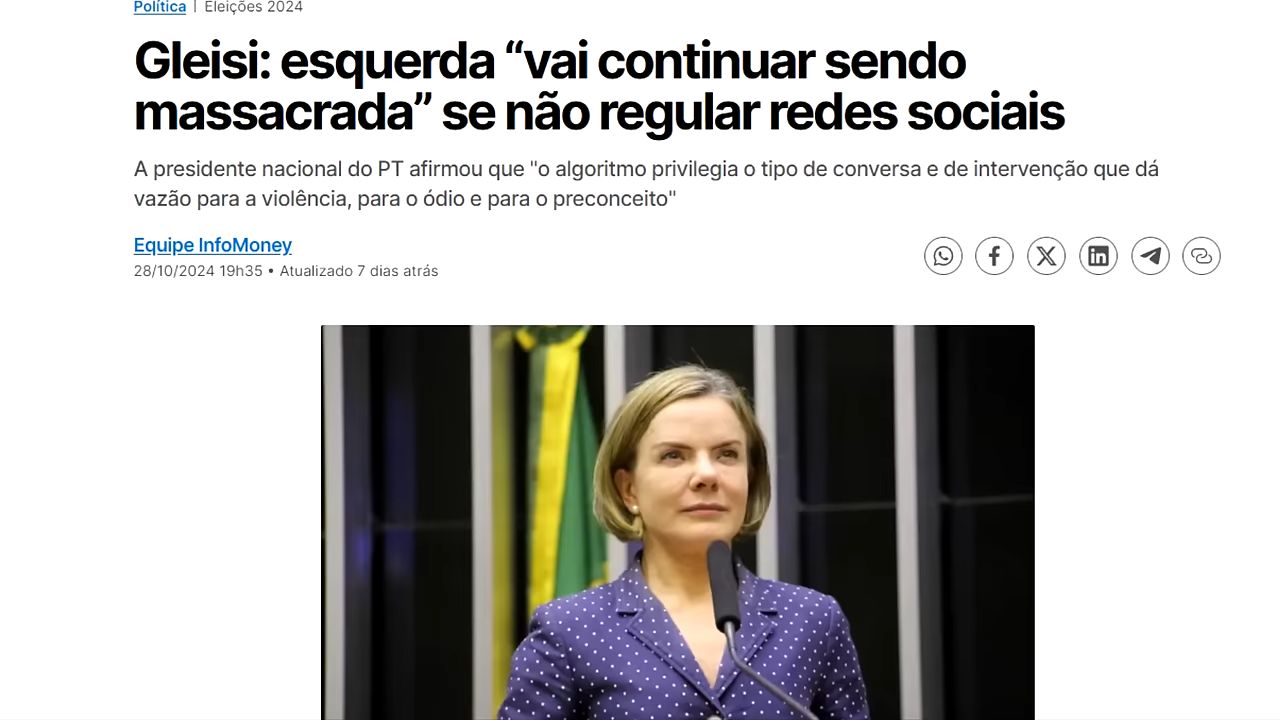 Política | Eleições 2024
Gleisi: esquerda “vai continuar sendo
massacrada” se não regular redes sociais
A presidente nacional do PT afirmou que "o algoritmo privilegia o tipo de conversa e de intervenção que dá
vazão para a violência, para o ódio e para o preconceito"
Equipe InfoMoney
28/10/2024 19h35 • Atualizado 7 dias atrás